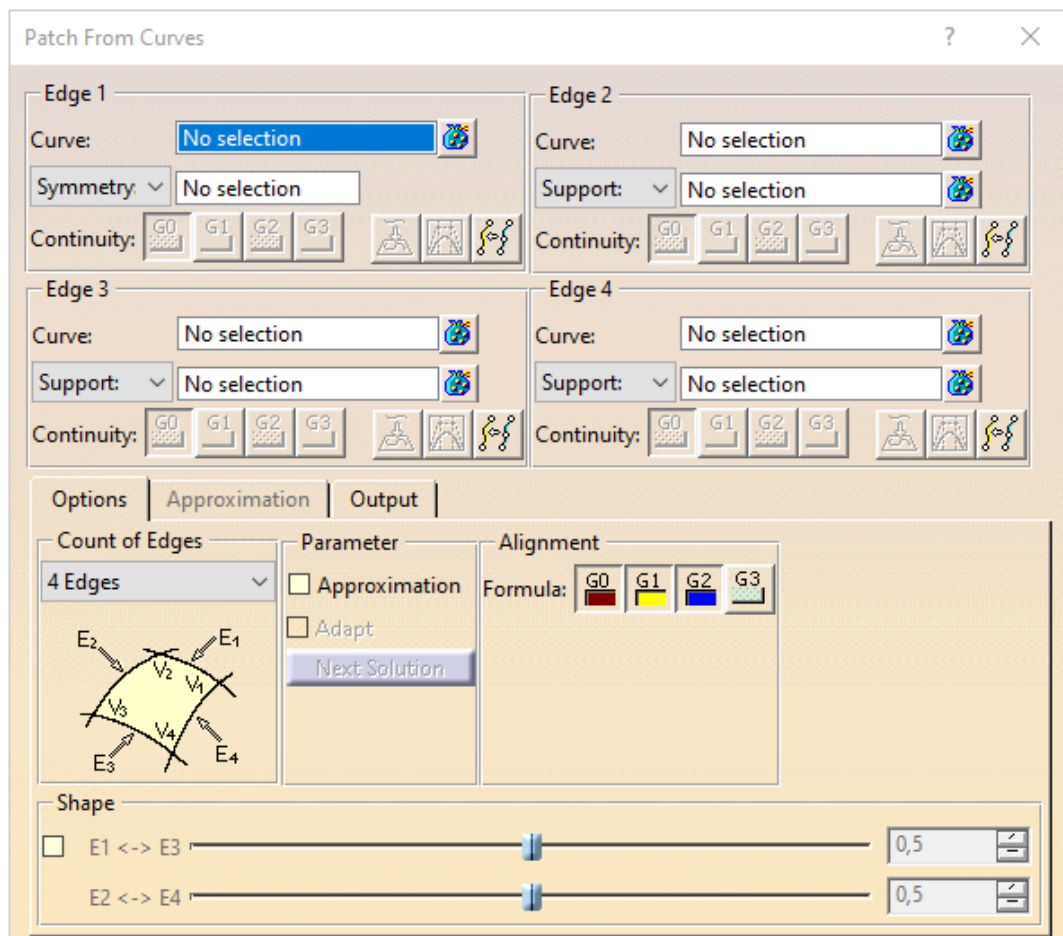 Patch From Curves ?
Edge 1
Curve: No selection
Symmetry: No selection
Continuity: G0 G1 G2 G3
Edge 2
Curve: No selection
Support: No selection
Continuity: G0 G1 G2 G3
Edge 3
Curve: No selection
Support: No selection
Continuity: G0 G1 G2 G3
Edge 4
Curve: No selection
Support: No selection
Continuity: G0 G1 G2 G3
Options Approximation Output
Count of Edges
4 Edges
E2 E1
V2
V1
V3
V4
E3 E4
Parameter
Approximation
Adapt
Next Solution
Alignment
Formula: G0 G1 G2 G3
Shape
E1 <-> E3 0,5
E2 <-> E4 0,5